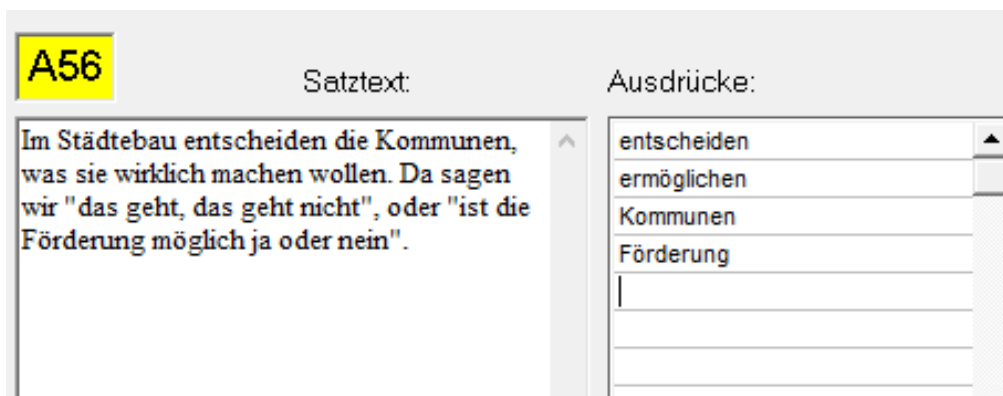 A56
Satztext:
Ausdrücke:
Im Städtebau entscheiden die Kommunen,
was sie wirklich machen wollen. Da sagen
wir "das geht, das geht nicht", oder "ist die
Förderung möglich ja oder nein".
entscheiden
ermöglichen
Kommunen
Förderung